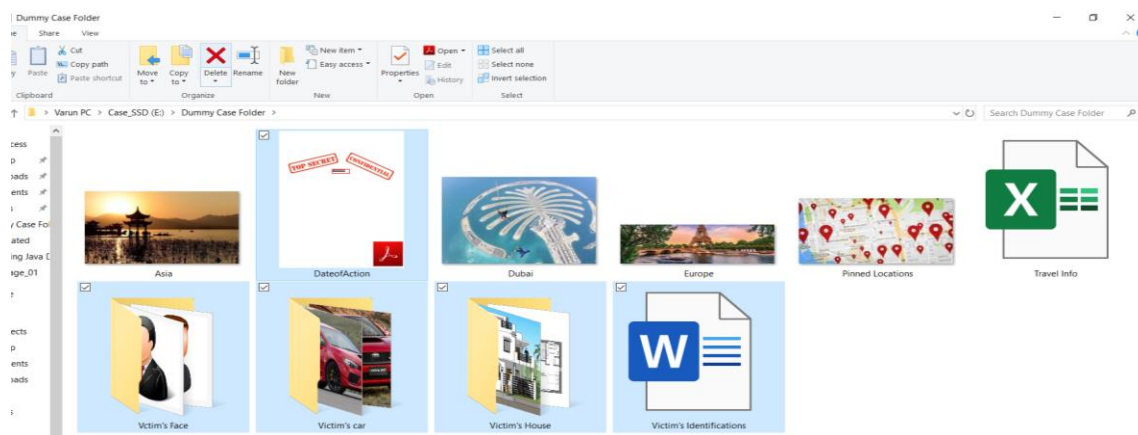 Dummy Case Folder
Share View
Paste
Cut
Copy path
Paste shortcut
Move to
Copy to
Delete
Rename
New folder
New item
Easy access
Properties
Open
Edit
History
Select all
Select none
Invert selection
Clipboard Organize New Open Select
> Varun PC > Case_SSD (E:) > Dummy Case Folder >
Search Dummy Case Folder
TOP SECRET
CONFIDENTIAL
Asia DateofAction Dubai Europe Pinned Locations Travel Info
X
W
Vctim's Face Victim's car Victim's House Victim's Identifications